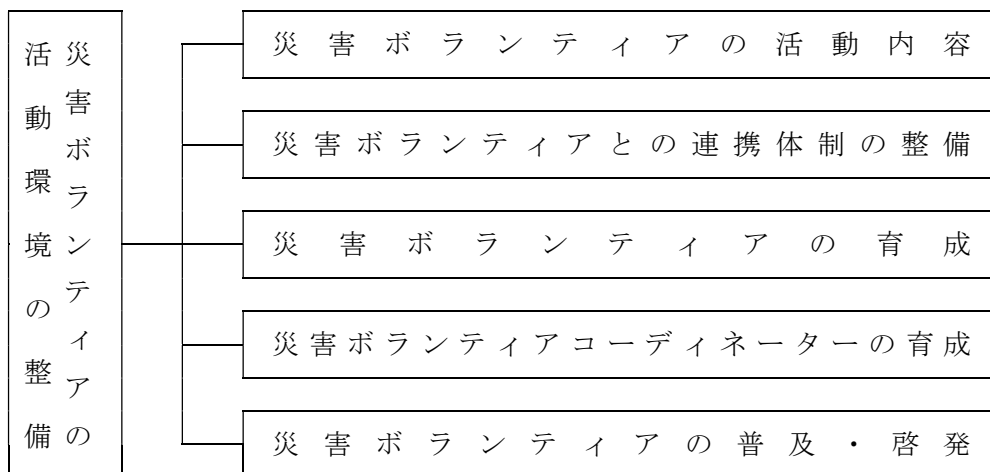 災害ボランティアの
活動環境の整備
災害ボランティアの活動内容
災害ボランティアとの連携体制の整備
災害ボランティアの育成
災害ボランティアコーディネーターの育成
災害ボランティアの普及・啓発